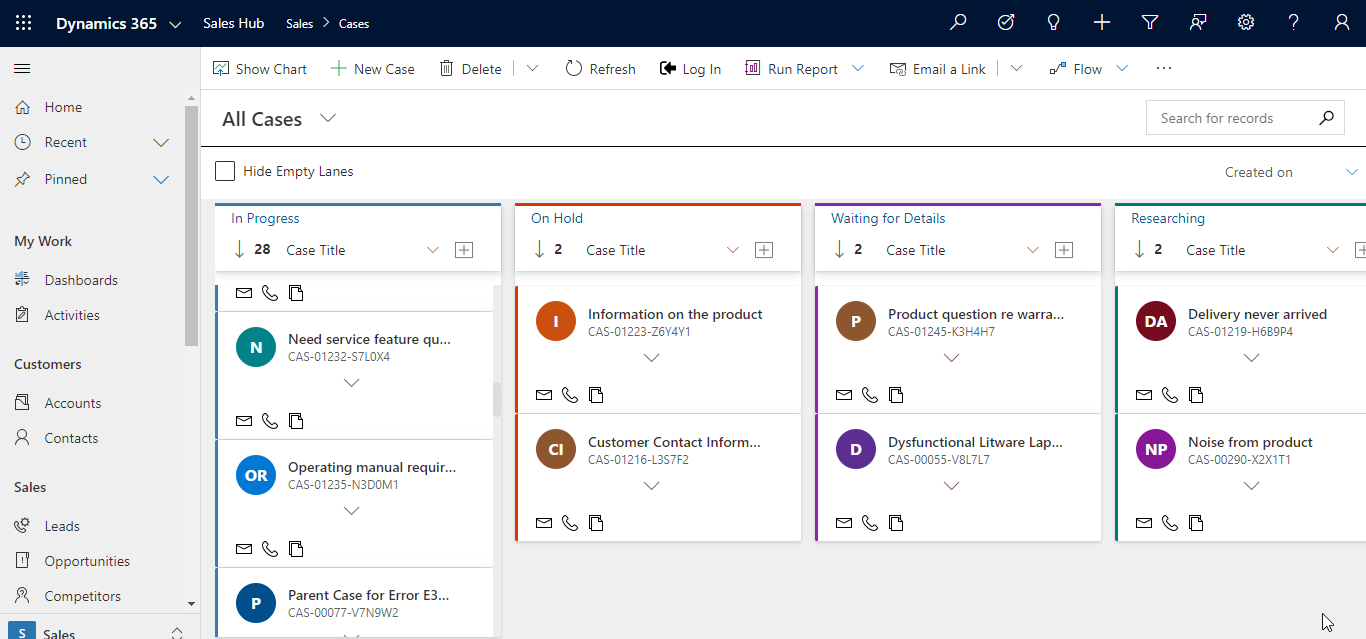 Dynamics 365 Sales Hub Sales > Cases
Show Chart New Case Delete Refresh Log In Run Report Email a Link Flow ...
Home
Recent
Pinned
My Work
Dashboards
Activities
Customers
Accounts
Contacts
Sales
Leads
Opportunities
Competitors
S Sales
All Cases
Search for records
Hide Empty Lanes
Created on
In Progress
28 Case Title
N Need service feature qu...
CAS-01232-S7L0X4
OR Operating manual requir...
CAS-01235-N3D0M1
P Parent Case for Error E3...
CAS-00077-V7N9W2
On Hold
2 Case Title
I Information on the product
CAS-01223-Z6Y4Y1
CI Customer Contact Inform...
CAS-01216-L3S7F2
Waiting for Details
2 Case Title
P Product question re warra...
CAS-01245-K3H4H7
D Dysfunctional Litware Lap...
CAS-00055-V8L7L7
Researching
2 Case Title
DA Delivery never arrived
CAS-01219-H6B9P4
NP Noise from product
CAS-00290-X2X1T1